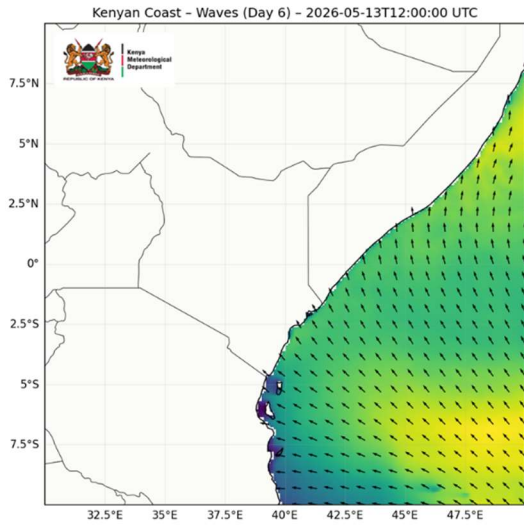 Kenyan Coast – Waves (Day 6) – 2026-05-13T12:00:00 UTC
Kenya
Meteorological
Department
REPUBLIC OF KENYA
7.5°N
5°N
2.5°N
0°
2.5°S
5°S
7.5°S
32.5°E 35°E 37.5°E 40°E 42.5°E 45°E 47.5°E